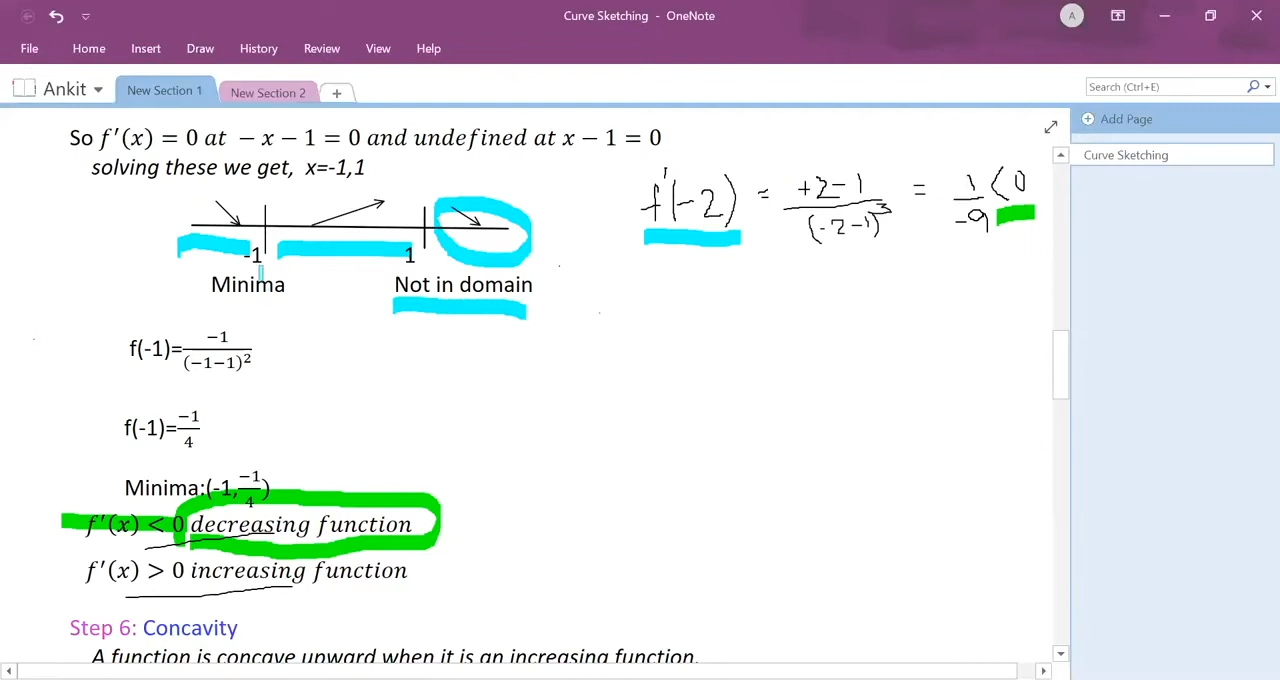 Curve Sketching - OneNote
A
File Home Insert Draw History Review View Help
Ankit New Section 1 New Section 2 + Search (Ctrl+E)
Add Page
Curve Sketching
So f′(x) = 0 at − x − 1 = 0 and undefined at x − 1 = 0
solving these we get, x=-1,1
-1 1
Minima Not in domain
f'(-2) = +2-1/(-2-1)³ = 1/-9 < 0
f(-1)=−1/(−1−1)²
f(-1)=−1/4
Minima:(-1,−1/4)
f′(x) < 0 decreasing function
f′(x) > 0 increasing function
Step 6: Concavity
A function is concave upward when it is an increasing function.